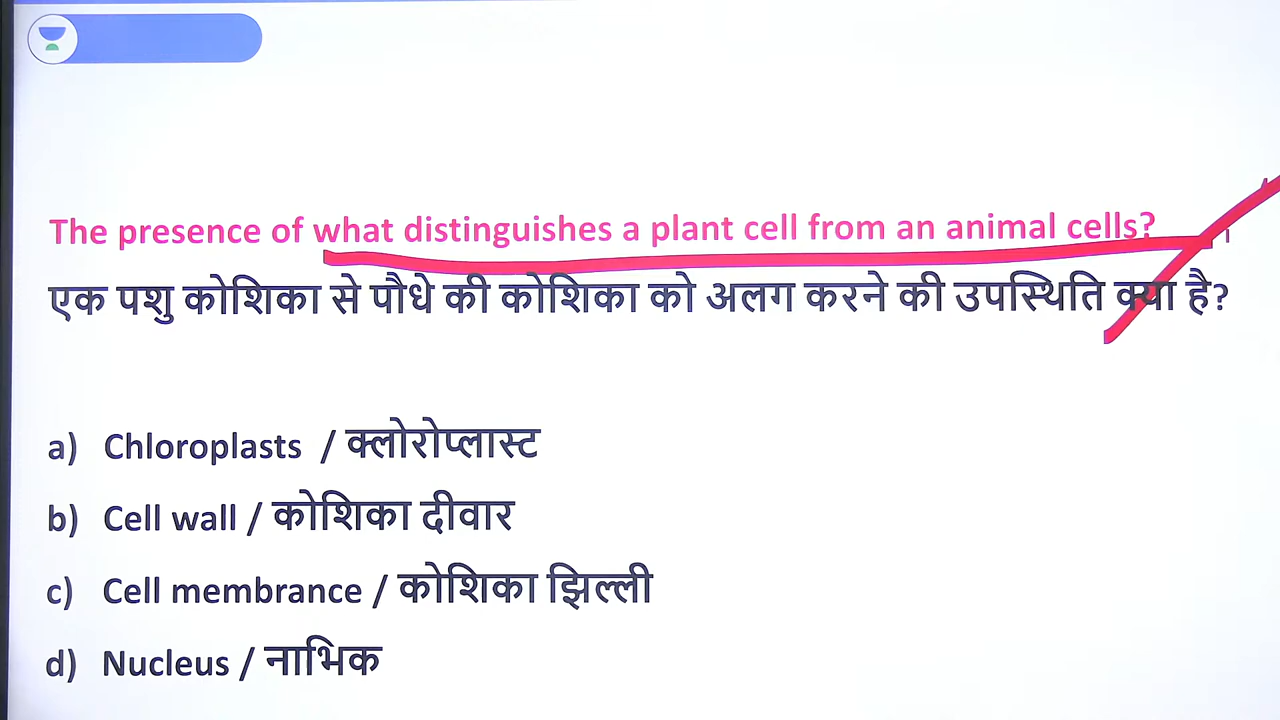 The presence of what distinguishes a plant cell from an animal cells?
एक पशु कोशिका से पौधे की कोशिका को अलग करने की उपस्थिति क्या है?
a) Chloroplasts / क्लोरोप्लास्ट
b) Cell wall / कोशिका दीवार
c) Cell membrance / कोशिका झिल्ली
d) Nucleus / नाभिक